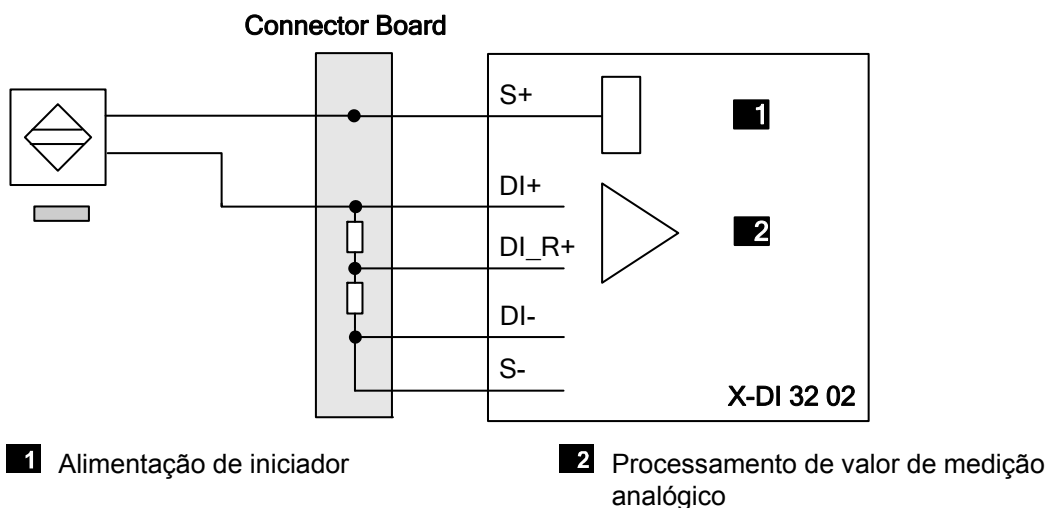 Connector Board
S+
1
DI+
2
DI_R+
DI-
S-
X-DI 32 02
1 Alimentação de iniciador
2 Processamento de valor de medição
analógico